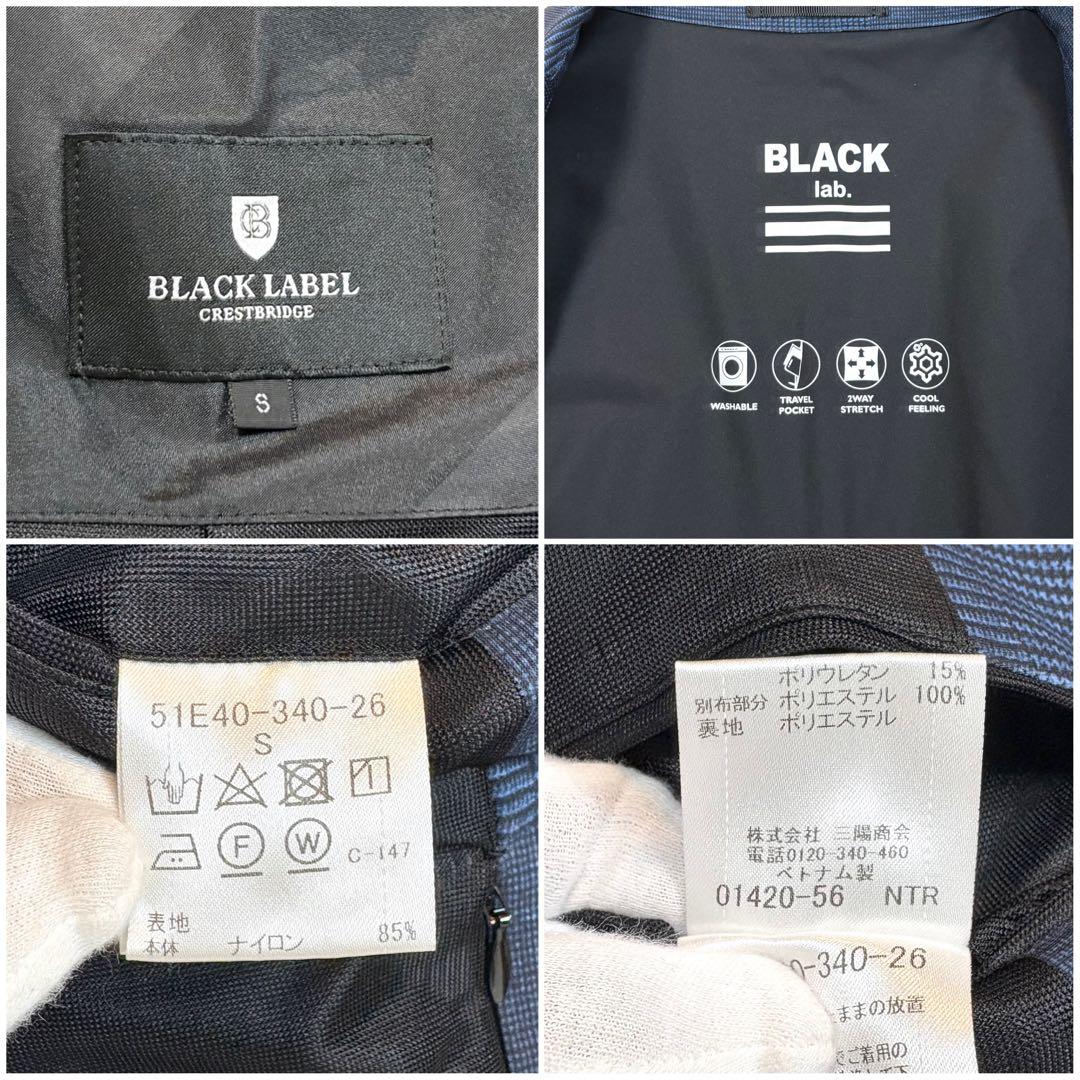 CB
BLACK LABEL
CRESTBRIDGE
S
BLACK
lab.
WASHABLE
TRAVEL POCKET
2WAY STRETCH
COOL FEELING
51E40-340-26
S
F W C-147
表地
本体 ナイロン 85%
ポリウレタン 15%
別布部分 ポリエステル 100%
裏地 ポリエステル
株式会社 三陽商会
電話0120-340-460
ベトナム製
01420-56 NTR
0-340-26
ままの放置
でご着用の